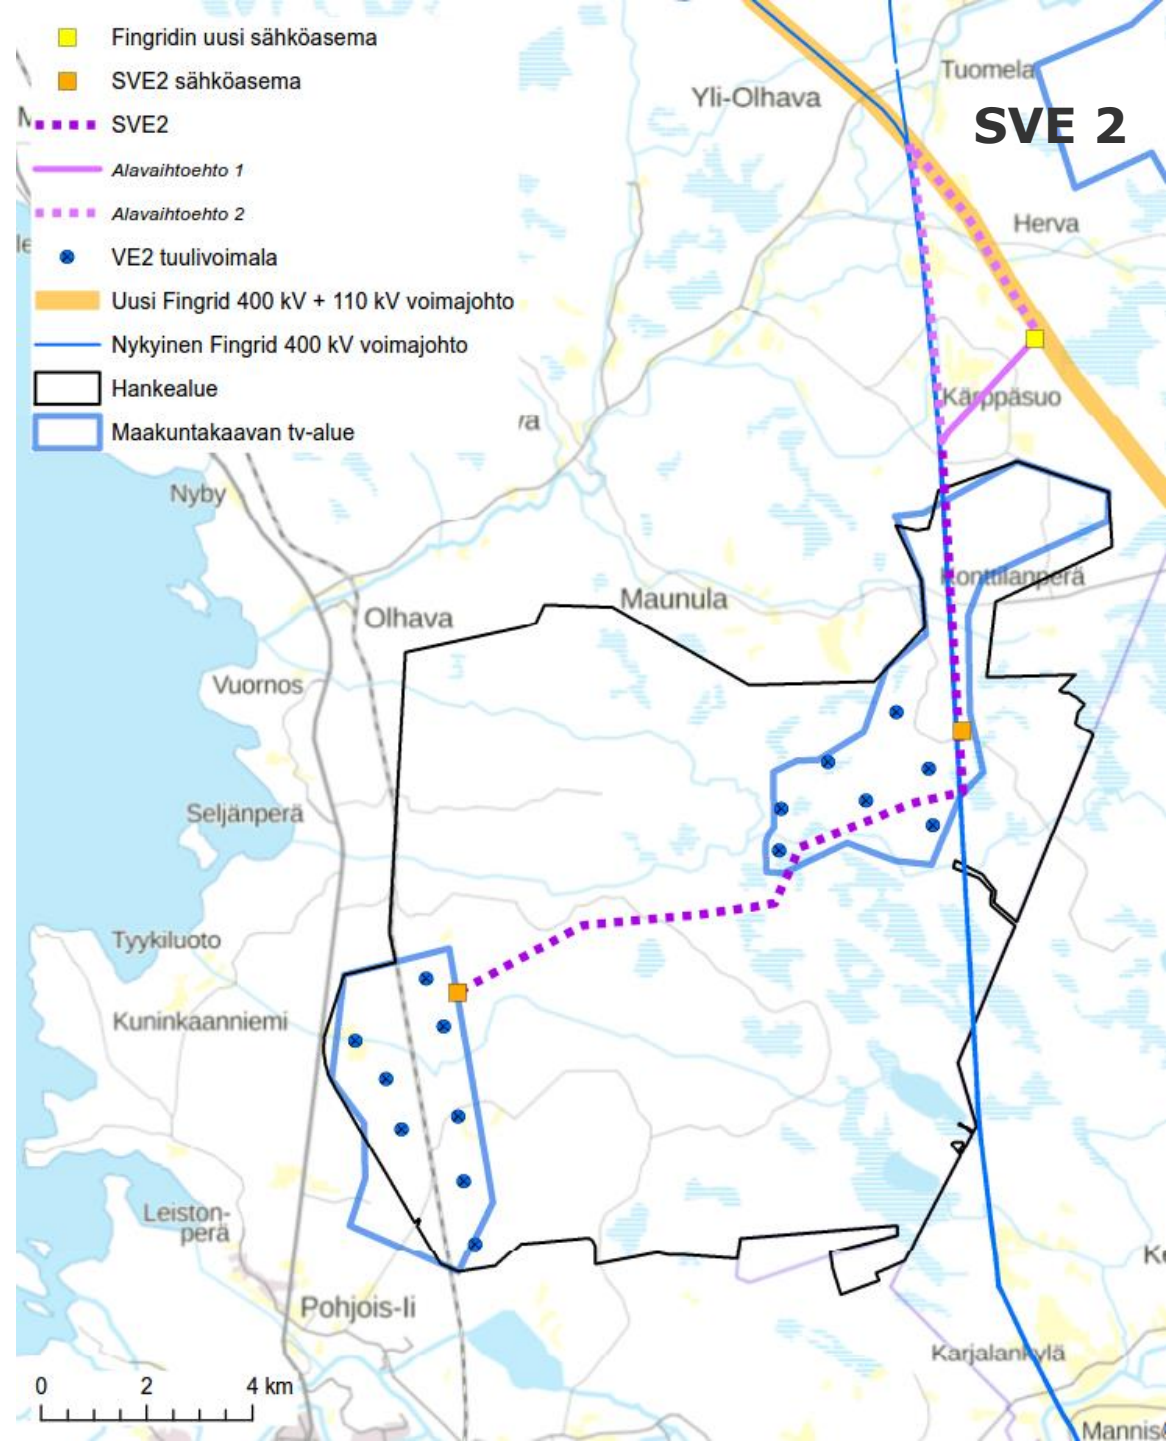 Fingridin uusi sähköasema
SVE2 sähköasema
SVE2
Alavaihtoehto 1
Alavaihtoehto 2
VE2 tuulivoimala
Uusi Fingrid 400 kV + 110 kV voimajohto
Nykyinen Fingrid 400 kV voimajohto
Hankealue
Maakuntakaavan tv-alue
SVE 2
Tuomela
Yli-Olhava
Herva
Kärppäsuo
Nyby
Konttilanperä
Maunula
Olhava
Vuornos
Seljänperä
Tyykiluoto
Kuninkaanniemi
Leiston-
perä
Pohjois-Ii
Karjalankylä
0 2 4 km